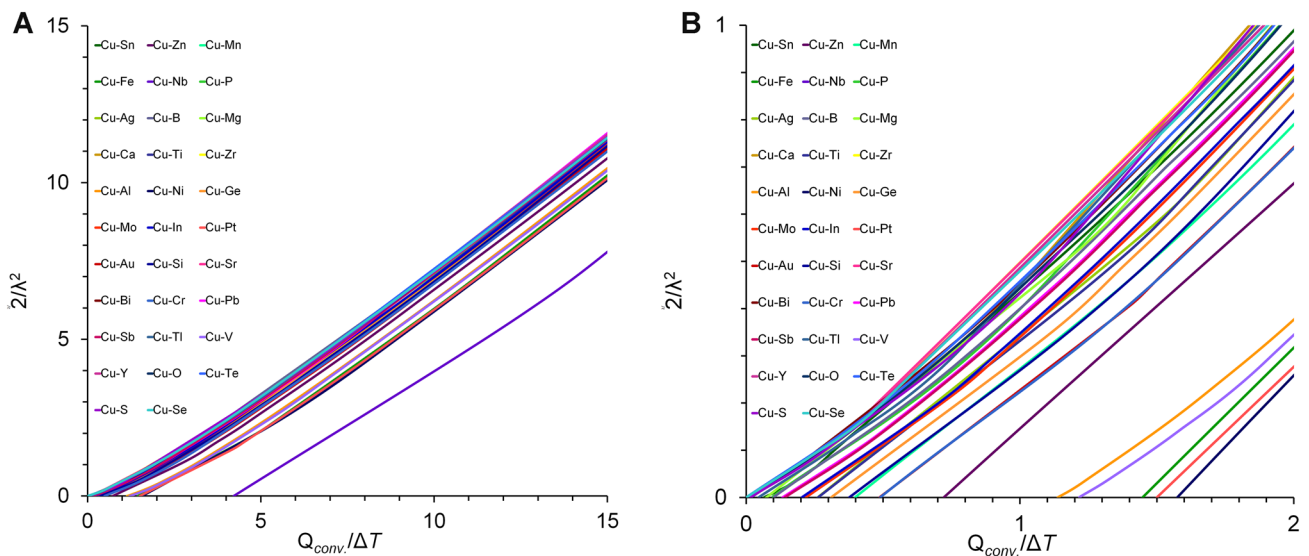 A
15
Cu-Sn Cu-Zn Cu-Mn
Cu-Fe Cu-Nb Cu-P
Cu-Ag Cu-B Cu-Mg
Cu-Ca Cu-Ti Cu-Zr
10
Cu-Al Cu-Ni Cu-Ge
Cu-Mo Cu-In Cu-Pt
Cu-Au Cu-Si Cu-Sr
Cu-Bi Cu-Cr Cu-Pb
5
Cu-Sb Cu-Tl Cu-V
Cu-Y Cu-O Cu-Te
Cu-S Cu-Se
0
2/λ²
0 5 10 15
Qconv./ΔT
B
1
Cu-Sn Cu-Zn Cu-Mn
Cu-Fe Cu-Nb Cu-P
Cu-Ag Cu-B Cu-Mg
Cu-Ca Cu-Ti Cu-Zr
Cu-Al Cu-Ni Cu-Ge
Cu-Mo Cu-In Cu-Pt
Cu-Au Cu-Si Cu-Sr
Cu-Bi Cu-Cr Cu-Pb
Cu-Sb Cu-Tl Cu-V
Cu-Y Cu-O Cu-Te
Cu-S Cu-Se
0
2/λ²
0 1 2
Qconv./ΔT